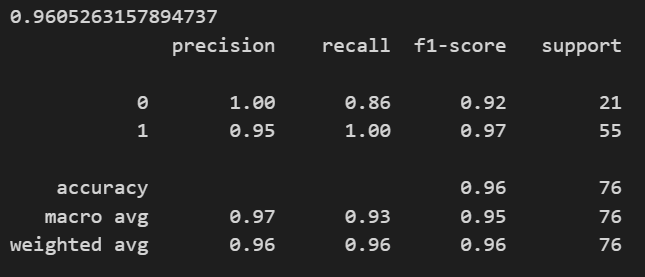 0.9605263157894737
precision recall f1-score support
0 1.00 0.86 0.92 21
1 0.95 1.00 0.97 55
accuracy 0.96 76
macro avg 0.97 0.93 0.95 76
weighted avg 0.96 0.96 0.96 76